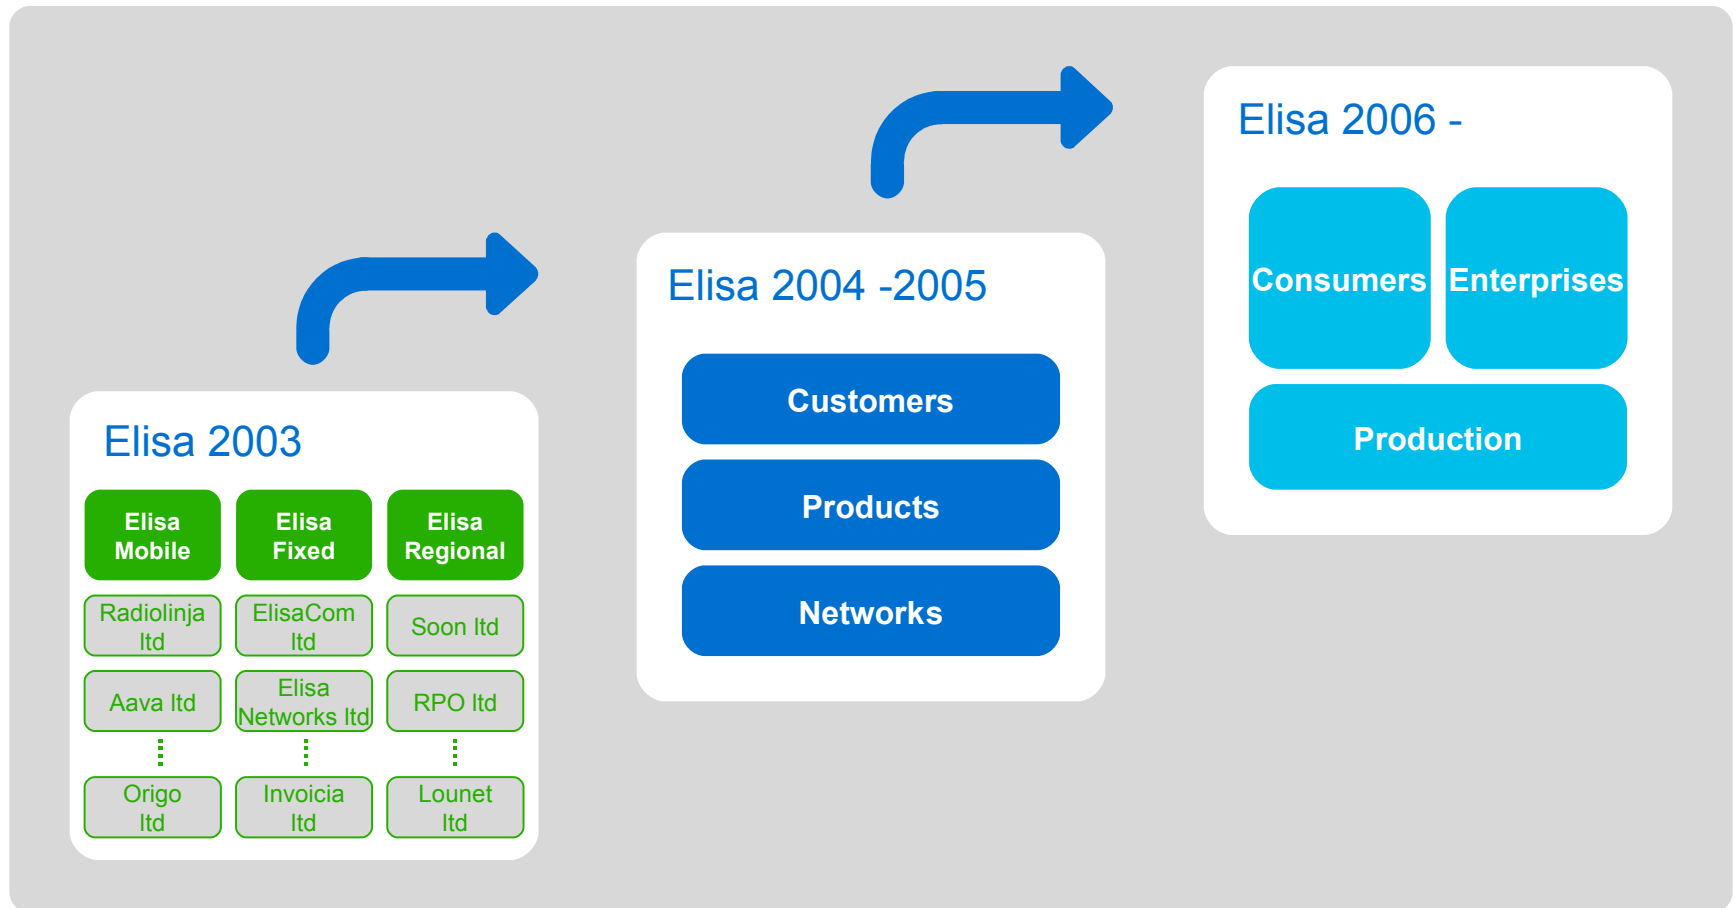 Elisa 2003
Elisa
Mobile
Elisa
Fixed
Elisa
Regional
Radiolinja
ltd
ElisaCom
ltd
Soon ltd
Aava ltd
Elisa
Networks ltd
RPO ltd
Origo
ltd
Invoicia
ltd
Lounet
ltd
Elisa 2004 -2005
Customers
Products
Networks
Elisa 2006 -
Consumers
Enterprises
Production